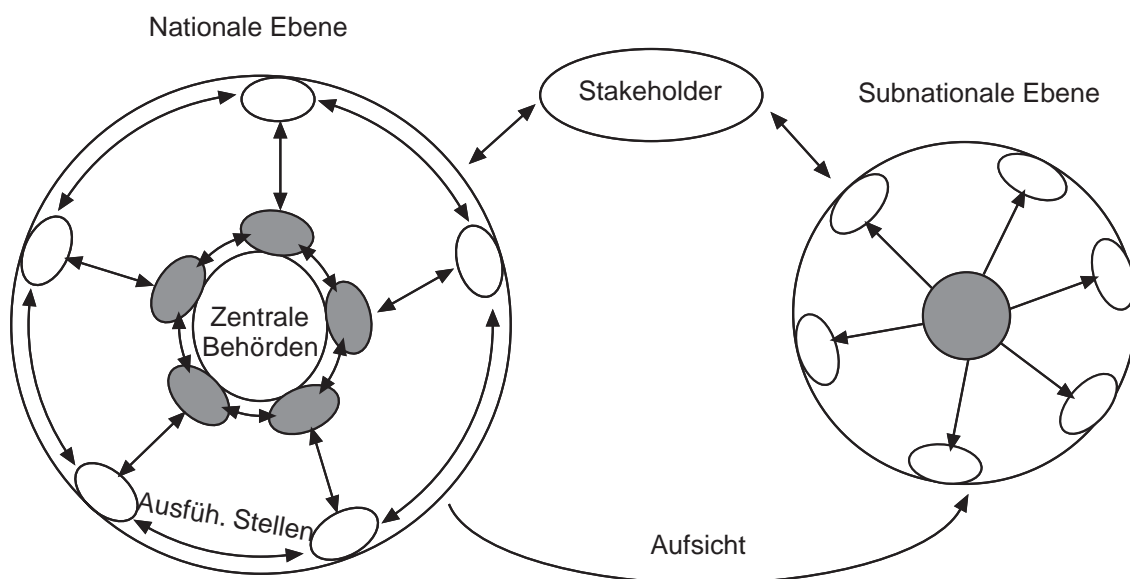 Nationale Ebene
Stakeholder
Subnationale Ebene
Zentrale
Behörden
Ausfüh. Stellen
Aufsicht